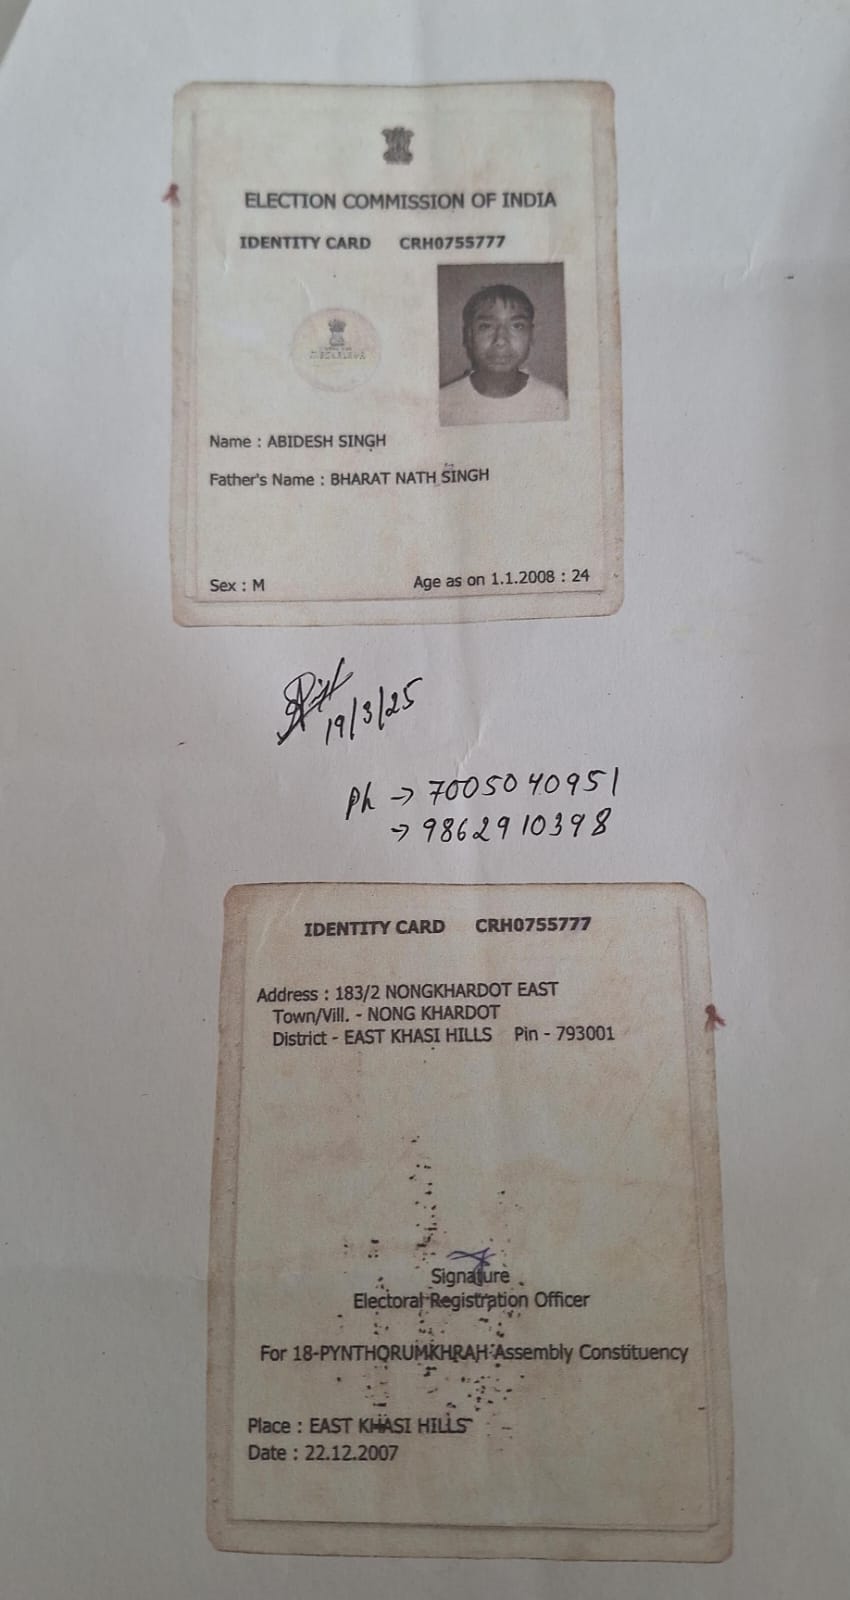 ELECTION COMMISSION OF INDIA
IDENTITY CARD CRH0755777
Name : ABIDESH SINGH
Father's Name : BHARAT NATH SINGH
Sex : M Age as on 1.1.2008 : 24
19/3/25
Ph → 7005040951
→ 9862910398
IDENTITY CARD CRH0755777
Address : 183/2 NONGKHARDOT EAST
Town/Vill. - NONG KHARDOT
District - EAST KHASI HILLS Pin - 793001
Signature
Electoral Registration Officer
For 18-PYNTHORUMKHRAH Assembly Constituency
Place : EAST KHASI HILLS
Date : 22.12.2007